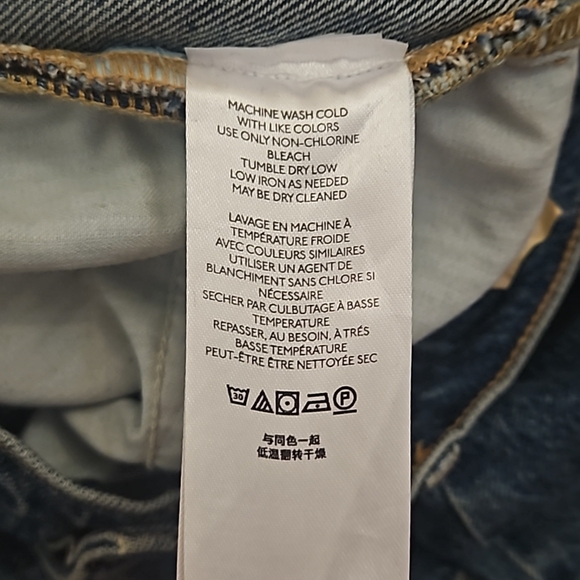 MACHINE WASH COLD
WITH LIKE COLORS
USE ONLY NON-CHLORINE
BLEACH
TUMBLE DRY LOW
LOW IRON AS NEEDED
MAY BE DRY CLEANED
LAVAGE EN MACHINE À
TEMPÉRATURE FROIDE
AVEC COULEURS SIMILAIRES
UTILISER UN AGENT DE
BLANCHIMENT SANS CHLORE SI
NÉCESSAIRE
SECHER PAR CULBUTAGE À BASSE
TEMPERATURE
REPASSER, AU BESOIN, À TRÉS
BASSE TEMPÉRATURE
PEUT-ÊTRE ÊTRE NETTOYÉE SEC
30 P
与同色一起
低温翻转干燥